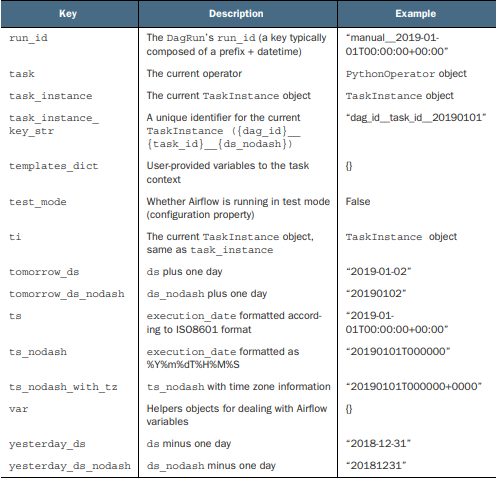 Key Description Example
run_id The DagRun's run_id (a key typically "manual__2019-01-
composed of a prefix + datetime) 01T00:00:00+00:00"
task The current operator PythonOperator object
task_instance The current TaskInstance object TaskInstance object
task_instance_ A unique identifier for the current "dag_id__task_id__20190101"
key_str TaskInstance ({dag_id}__
{task_id}__{ds_nodash})
templates_dict User-provided variables to the task {}
context
test_mode Whether Airflow is running in test mode False
(configuration property)
ti The current TaskInstance object, TaskInstance object
same as task_instance
tomorrow_ds ds plus one day "2019-01-02"
tomorrow_ds_nodash ds_nodash plus one day "20190102"
ts execution_date formatted accord- "2019-01-
ing to ISO8601 format 01T00:00:00+00:00"
ts_nodash execution_date formatted as "20190101T000000"
%Y%m%dT%H%M%S
ts_nodash_with_tz ts_nodash with time zone information "20190101T000000+0000"
var Helpers objects for dealing with Airflow {}
variables
yesterday_ds ds minus one day "2018-12-31"
yesterday_ds_nodash ds_nodash minus one day "20181231"